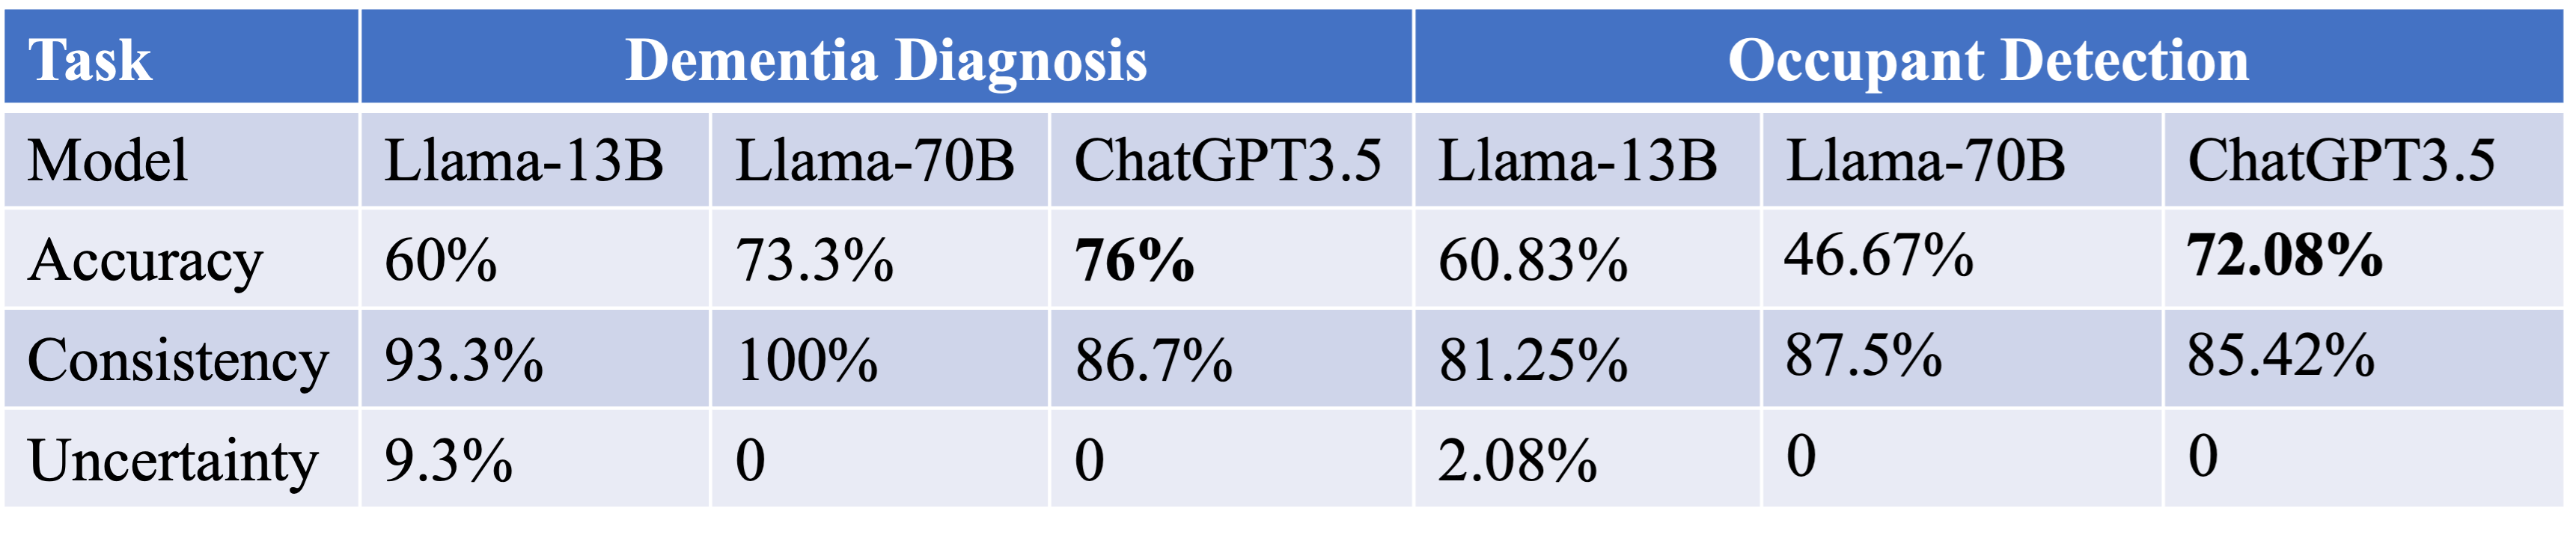 Task Dementia Diagnosis Occupant Detection
Model Llama-13B Llama-70B ChatGPT3.5 Llama-13B Llama-70B ChatGPT3.5
Accuracy 60% 73.3% 76% 60.83% 46.67% 72.08%
Consistency 93.3% 100% 86.7% 81.25% 87.5% 85.42%
Uncertainty 9.3% 0 0 2.08% 0 0